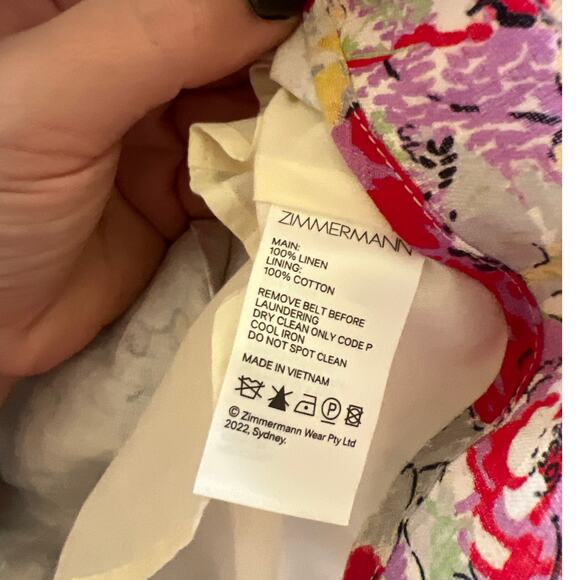 ZIMMERMANN
MAIN:
100% LINEN
LINING:
100% COTTON
REMOVE BELT BEFORE
LAUNDERING
DRY CLEAN ONLY CODE P
COOL IRON
DO NOT SPOT CLEAN
MADE IN VIETNAM
P
© Zimmermann Wear Pty Ltd
2022, Sydney.